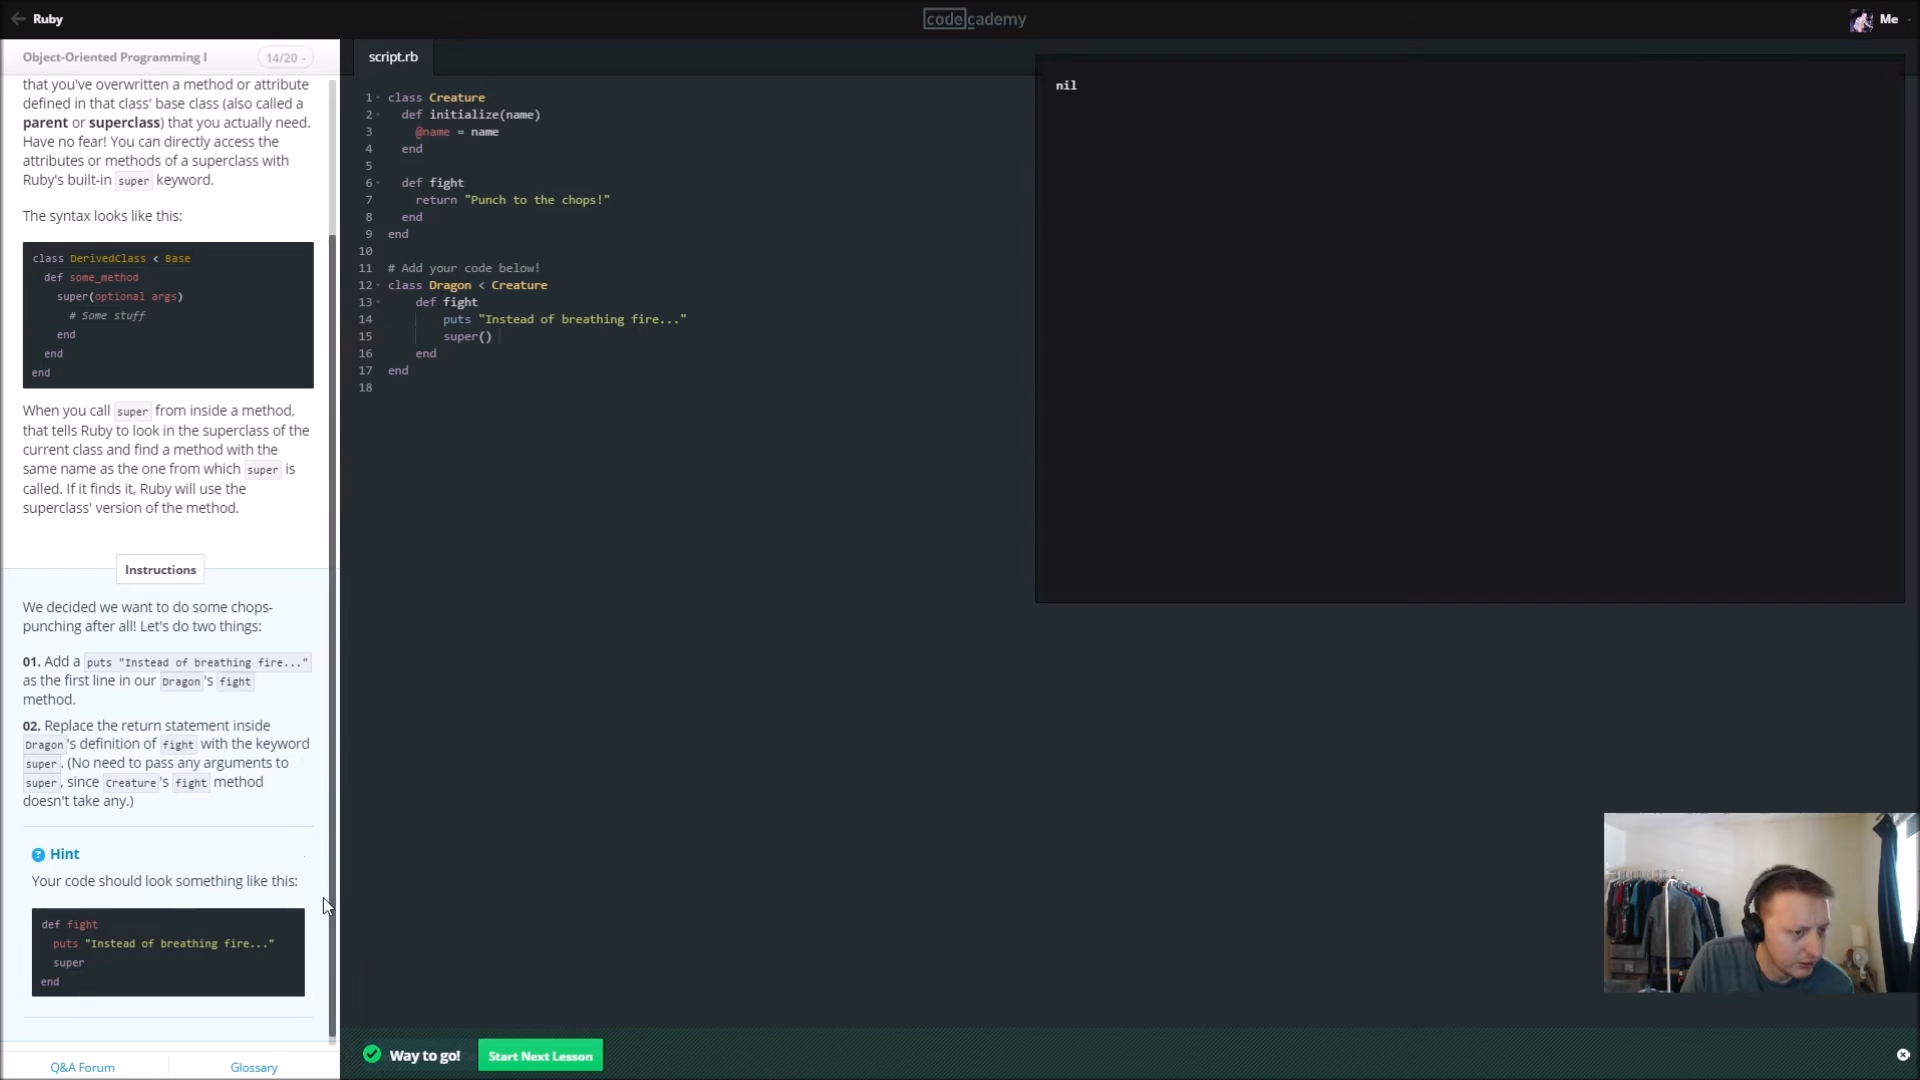 Ruby
codecademy
Me
Object-Oriented Programming I
14/20
that you've overwritten a method or attribute
defined in that class' base class (also called a
parent or superclass) that you actually need.
Have no fear! You can directly access the
attributes or methods of a superclass with
Ruby's built-in super keyword.
The syntax looks like this:
class DerivedClass < Base
def some_method
super(optional args)
# Some stuff
end
end
end
When you call super from inside a method,
that tells Ruby to look in the superclass of the
current class and find a method with the
same name as the one from which super is
called. If it finds it, Ruby will use the
superclass' version of the method.
Instructions
We decided we want to do some chops-
punching after all! Let's do two things:
01. Add a puts "Instead of breathing fire..."
as the first line in our Dragon's fight
method.
02. Replace the return statement inside
Dragon's definition of fight with the keyword
super. (No need to pass any arguments to
super, since Creature's fight method
doesn't take any.)
Hint
Your code should look something like this:
def fight
puts "Instead of breathing fire..."
super
end
Q&A Forum
Glossary
script.rb
1 class Creature
2 def initialize(name)
3 @name = name
4 end
5
6 def fight
7 return "Punch to the chops!"
8 end
9 end
10
11 # Add your code below!
12 class Dragon < Creature
13 def fight
14 puts "Instead of breathing fire..."
15 super()
16 end
17 end
18
nil
Way to go!
Start Next Lesson